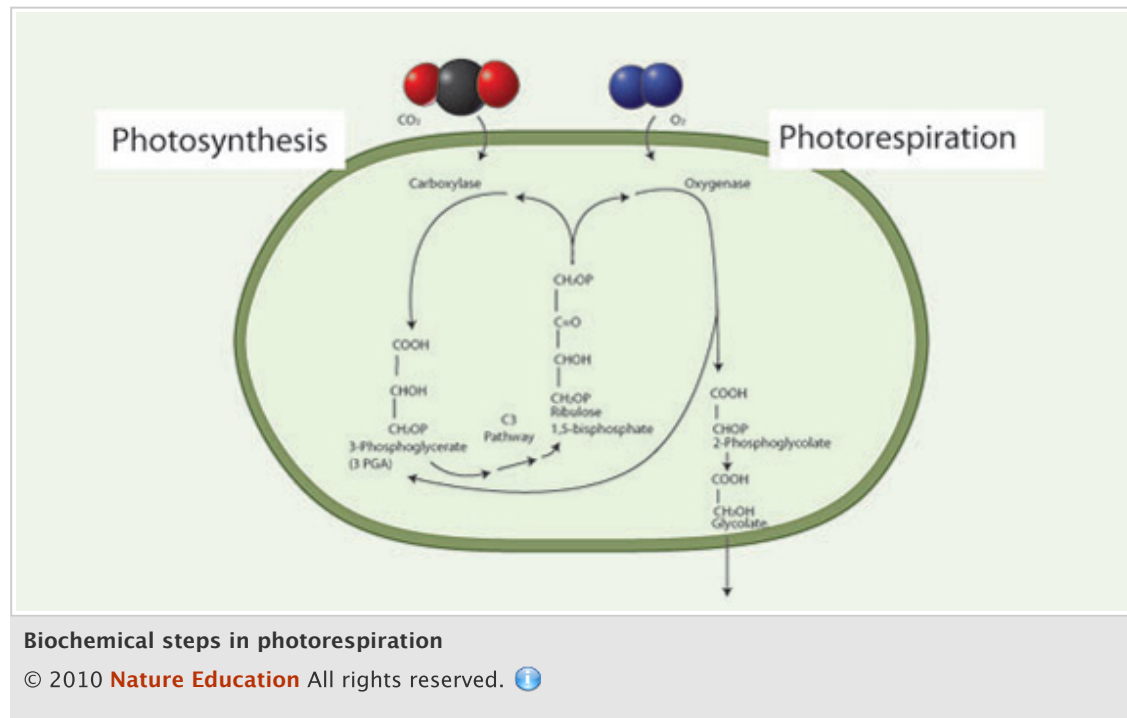 Photosynthesis
CO₂
O₂
Photorespiration
Carboxylase
Oxygenase
CH₂OP
C=O
CHOH
CH₂OP
Ribulose
1,5-bisphosphate
COOH
CHOH
CH₂OP
3-Phosphoglycerate
(3 PGA)
C3
Pathway
COOH
CHOP
2-Phosphoglycolate
COOH
CH₂OH
Glycolate
Biochemical steps in photorespiration
© 2010 Nature Education All rights reserved. i